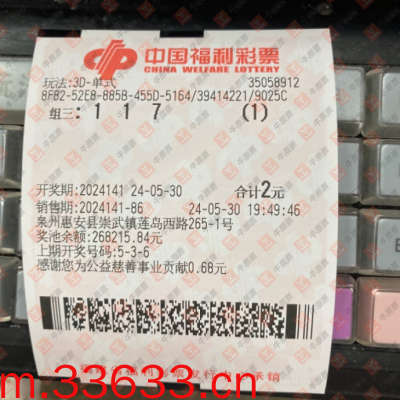 中国福利彩票
CHINA WELFARE LOTTERY
玩法:3D-单式 35058912
8FB2-52E8-885B-455D-5164/39414221/9025C
组三: 1 1 7 (1)
开奖期:2024141 24-05-30 合计2元
销售期:2024141-86 24-05-30 19:49:46
泉州惠安县崇武镇莲岛西路265-1号
奖池余额:268215.84元
上期开奖号码:5-3-6
感谢您为公益慈善事业贡献0.68元
m.33633.cn